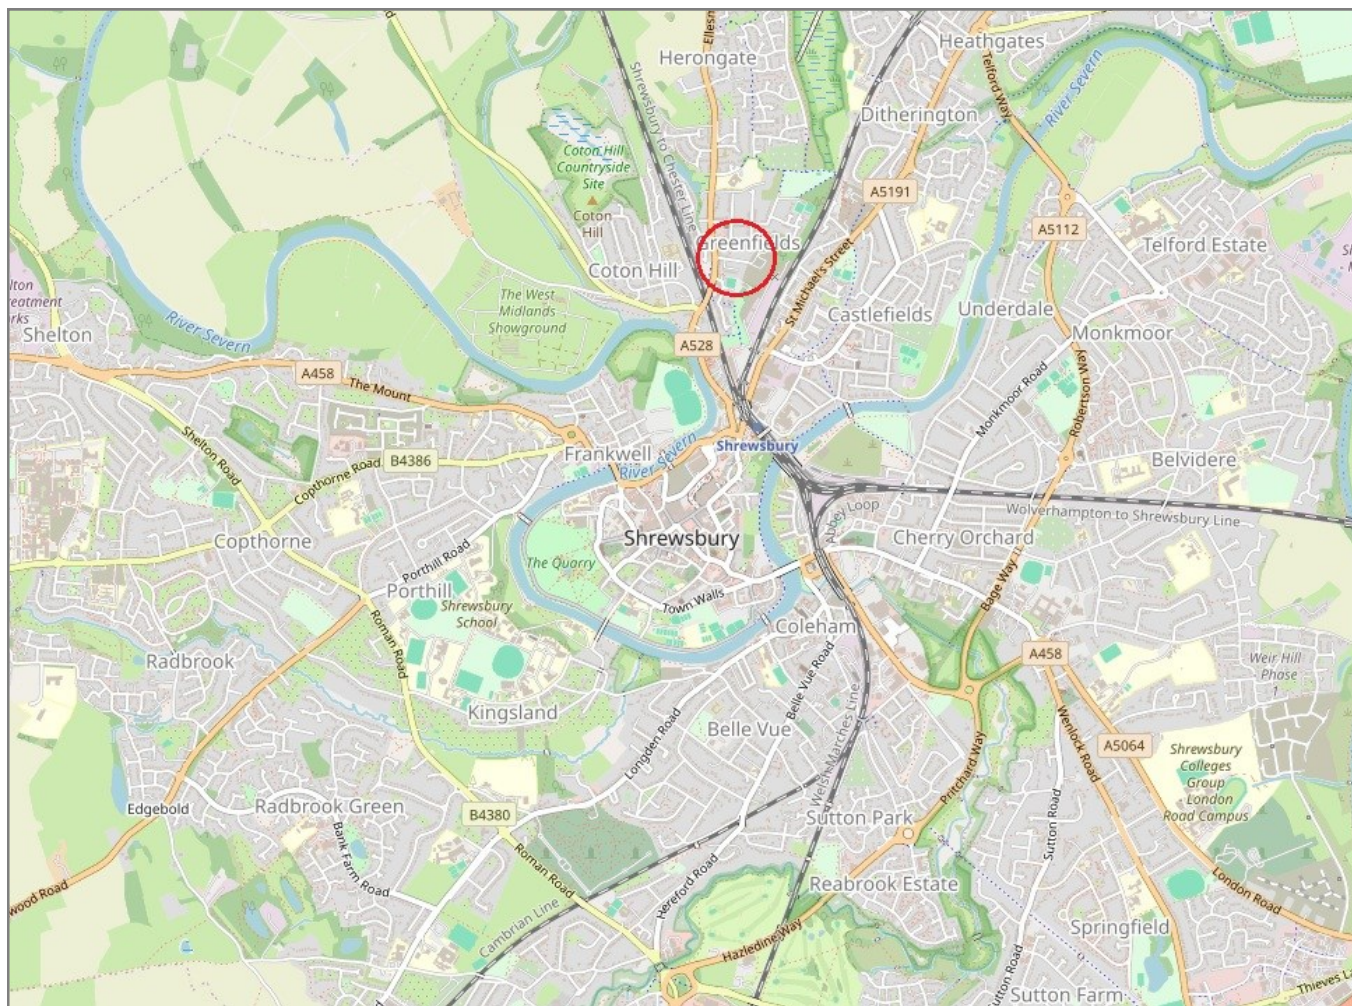 Heathgates
Herongate
Telford Way
River Severn
Shrewsbury to Chester Line
Ditherington
Coton Hill
Countryside
Site
A5191
Coton
Hill
A5112
Greenfields
Telford Estate
Coton Hill
St Michael's Street
The West
Midlands
Showground
Castlefields
Underdale
Monkmoor
River Severn
Shelton
A528
A458
The Mount
Monkmoor Road
Robertson Way
Shelton Road
Shrewsbury
Frankwell
River Severn
B4386
Copthorne Road
Belvidere
Abbey Loop
Wolverhampton to Shrewsbury Line
Copthorne
Shrewsbury
Cherry Orchard
Porthill Road
The Quarry
Bage Way
Porthill
Shrewsbury
School
Town Walls
Coleham
Roman Road
Radbrook
A458
Weir Hill
Phase
1
Belle Vue Road
Kingsland
Longden Road
Belle Vue
Welsh Marches Line
Wenlock Road
A5064
Shrewsbury
Colleges
Group
London
Road Campus
Pritchard Way
Edgebold
Radbrook Green
B4380
Sutton Park
Sutton Road
Bank Farm Road
Roman Road
Hereford Road
Reabrook Estate
wood Road
London Road
Cambrian Line
Hazledine Way
Springfield
Sutton Road
Sutton Farm